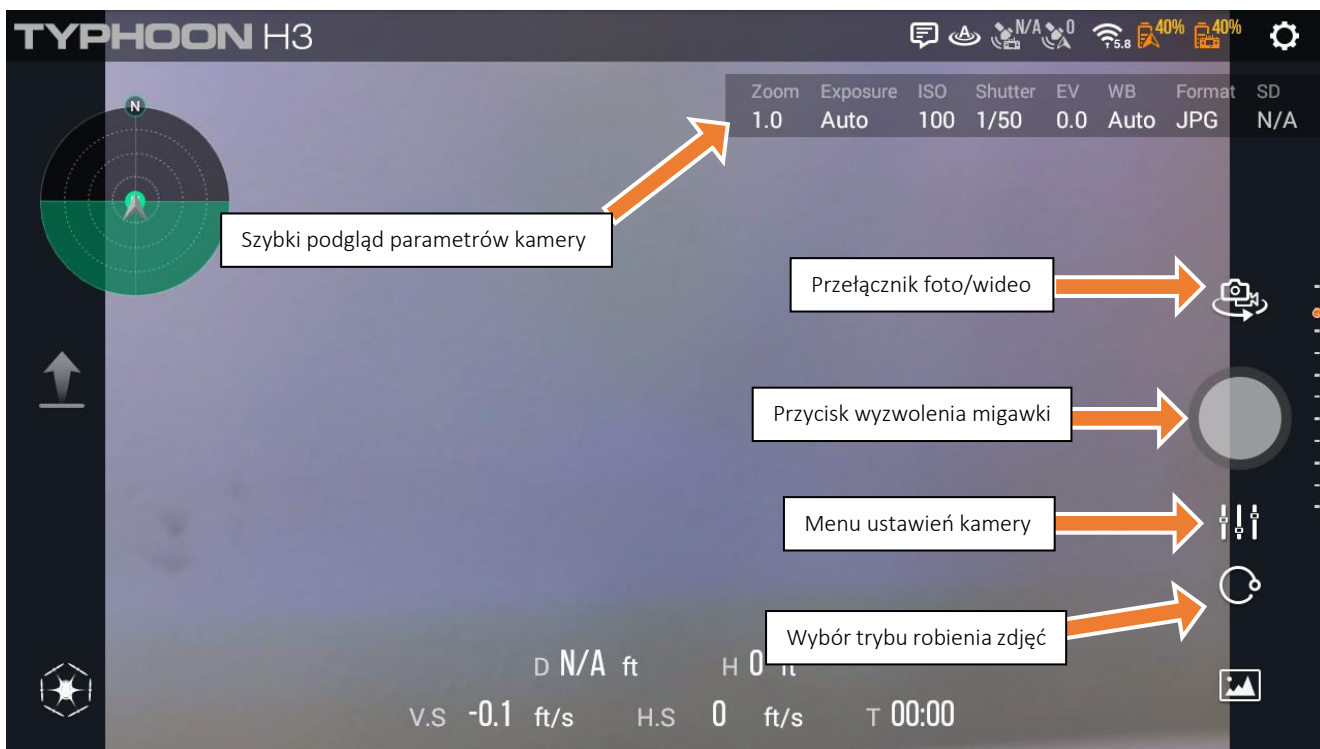 TYPHOON H3
N/A 0 5.8 40% 40%
Zoom Exposure ISO Shutter EV WB Format SD
1.0 Auto 100 1/50 0.0 Auto JPG N/A
N
Szybki podgląd parametrów kamery
Przełącznik foto/wideo
Przycisk wyzwolenia migawki
Menu ustawień kamery
Wybór trybu robienia zdjęć
D N/A ft H 0 ft
V.S -0.1 ft/s H.S 0 ft/s T 00:00